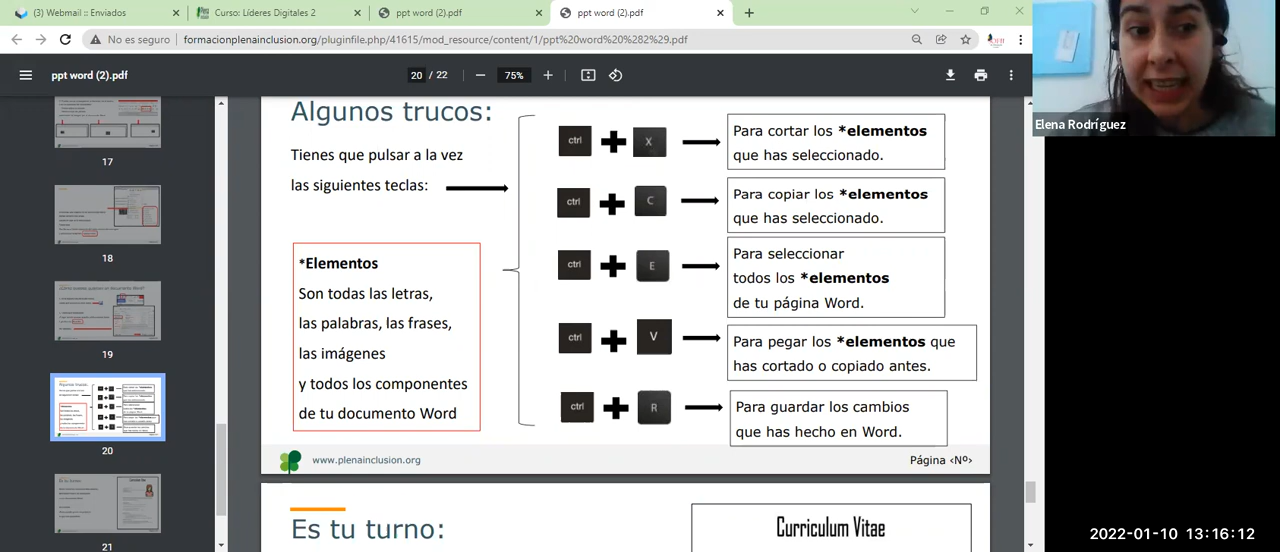 (3) Webmail :: Enviados
Curso: Líderes Digitales 2
ppt word (2).pdf
ppt word (2).pdf
No es seguro
formacionplenainclusion.org/pluginfile.php/41615/mod_resource/content/1/ppt%20word%20%282%29.pdf
ppt word (2).pdf
20 / 22
75%
Elena Rodríguez
17
18
19
20
21
Algunos trucos:
Tienes que pulsar a la vez
las siguientes teclas:
*Elementos
Son todas las letras,
las palabras, las frases,
las imágenes
y todos los componentes
de tu documento Word
ctrl + X
Para cortar los *elementos
que has seleccionado.
ctrl + C
Para copiar los *elementos
que has seleccionado.
ctrl + E
Para seleccionar
todos los *elementos
de tu página Word.
ctrl + V
Para pegar los *elementos que
has cortado o copiado antes.
ctrl + R
Para guardar los cambios
que has hecho en Word.
www.plenainclusion.org
Página ‹Nº›
Es tu turno:
Curriculum Vitae
2022-01-10 13:16:12